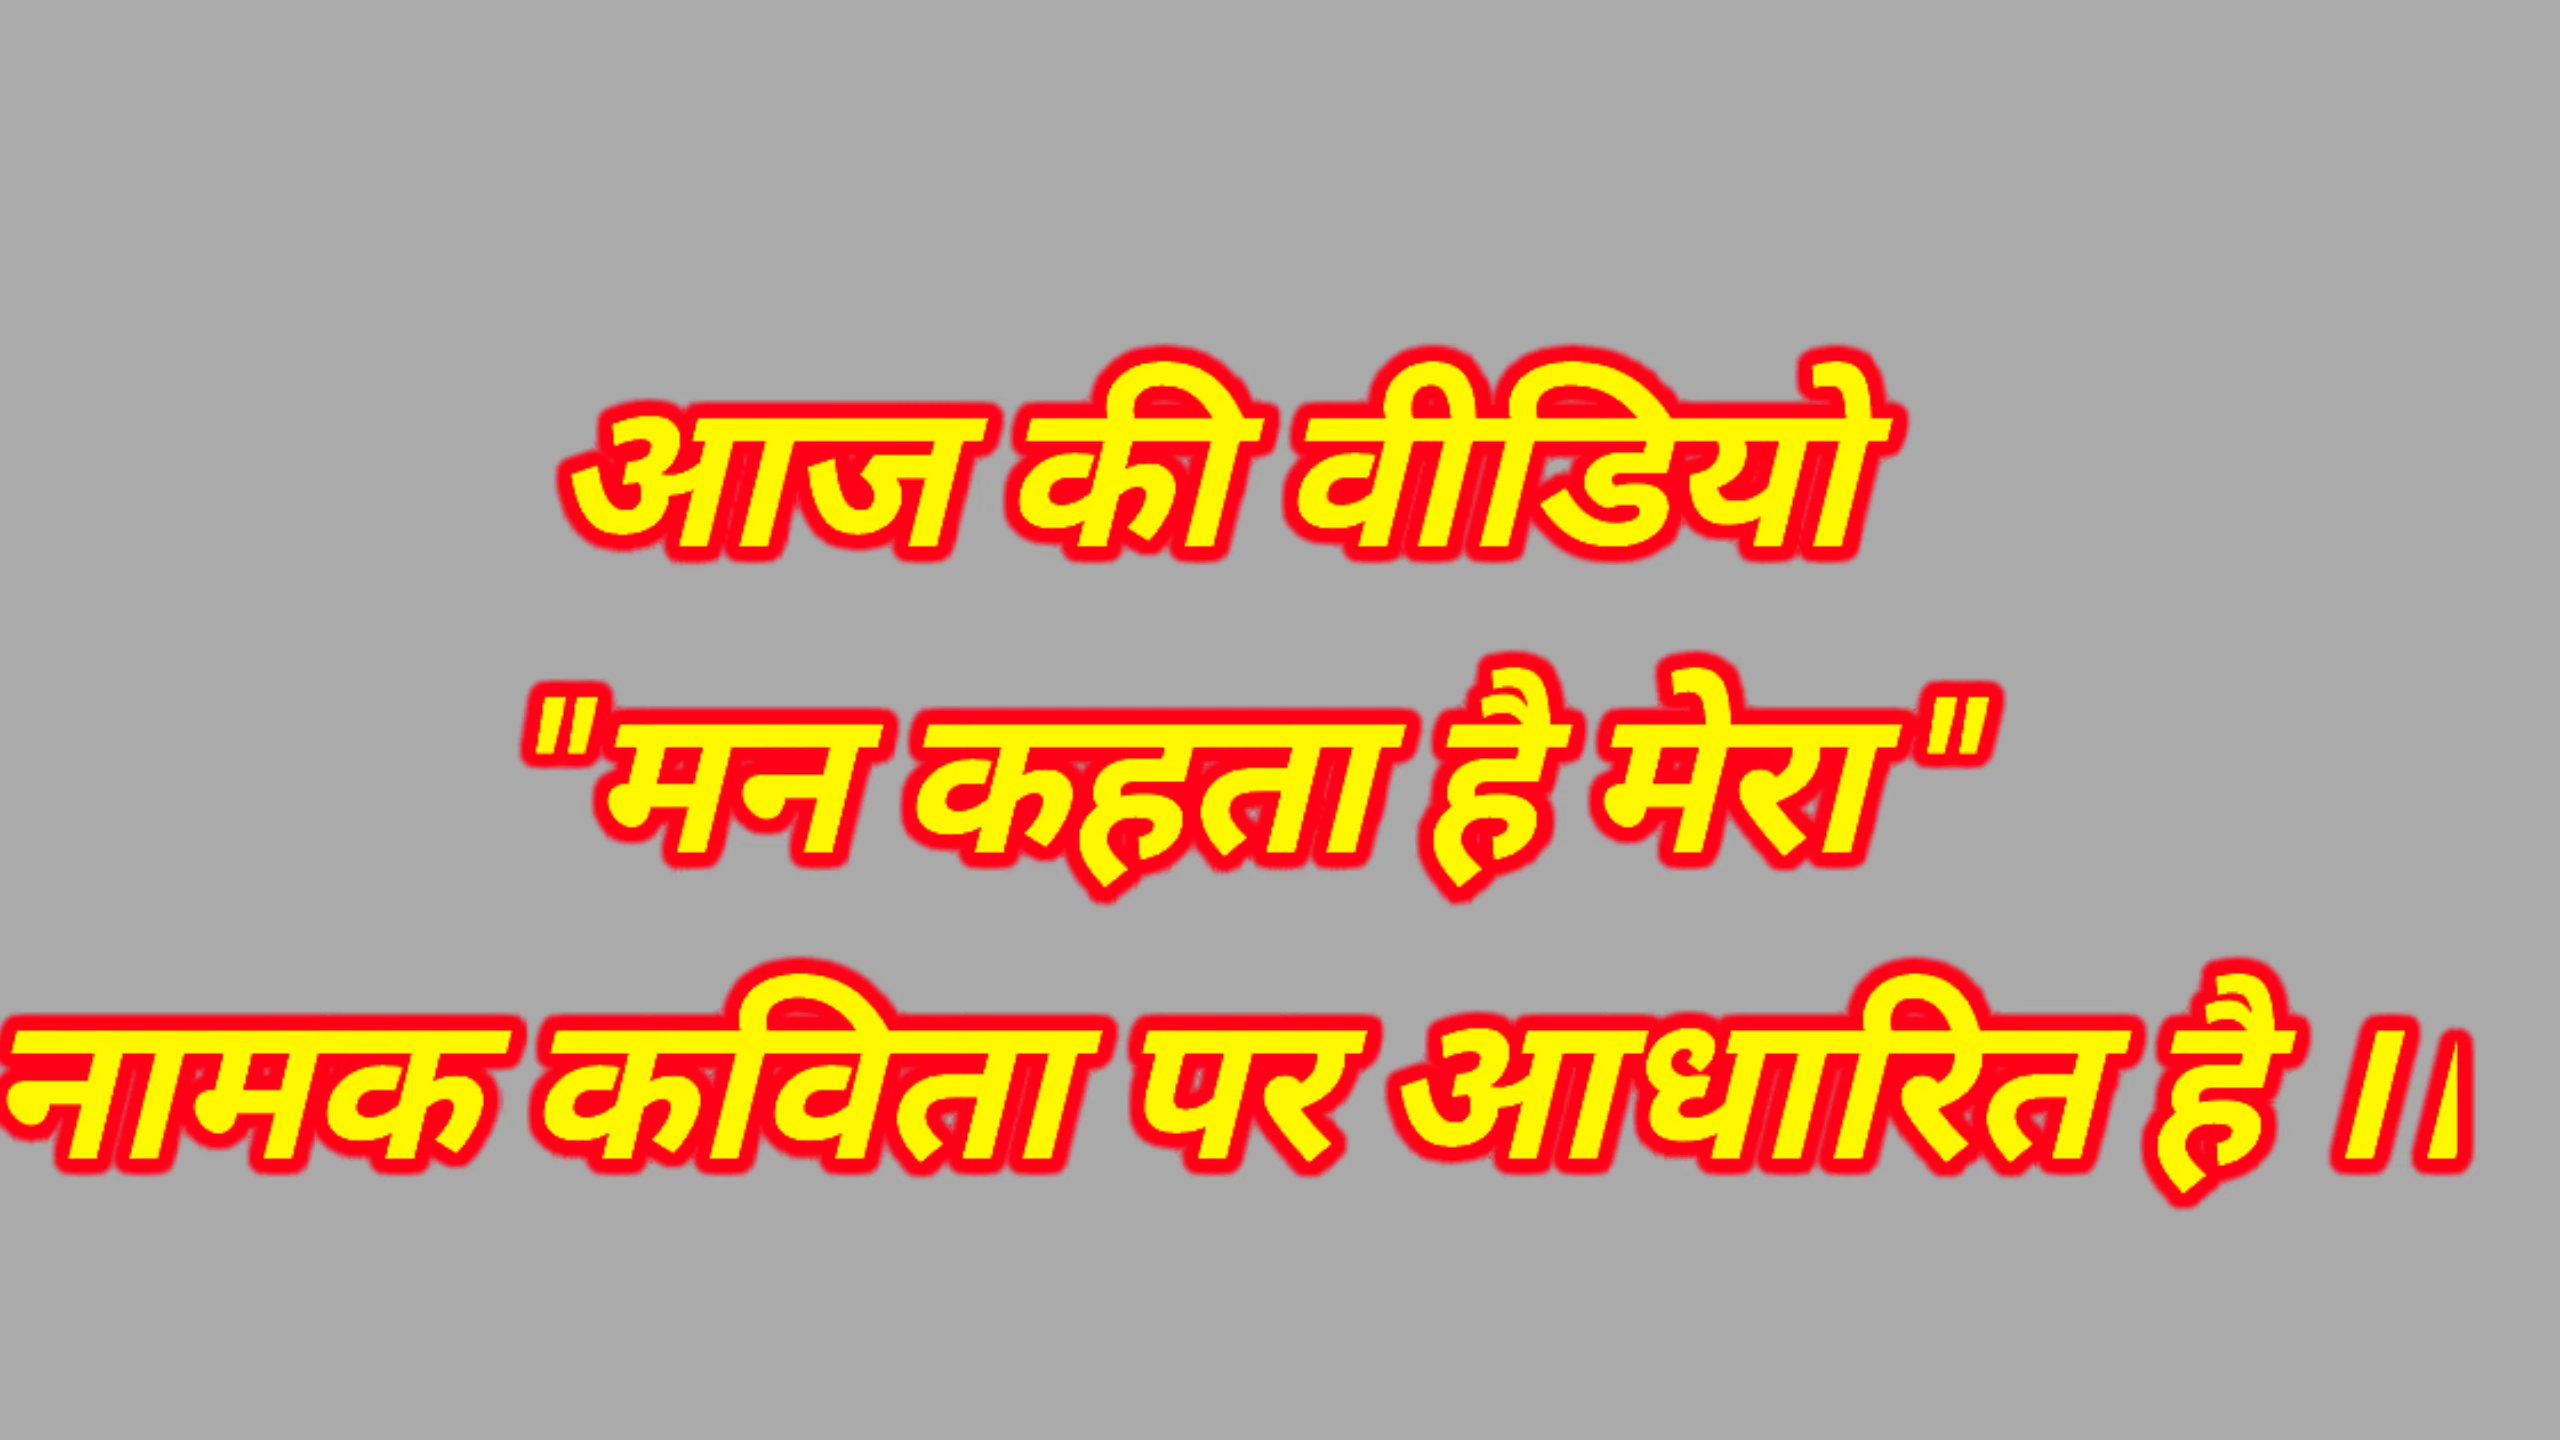 आज की वीडियो
"मन कहता है मेरा"
नामक कविता पर आधारित है ।।